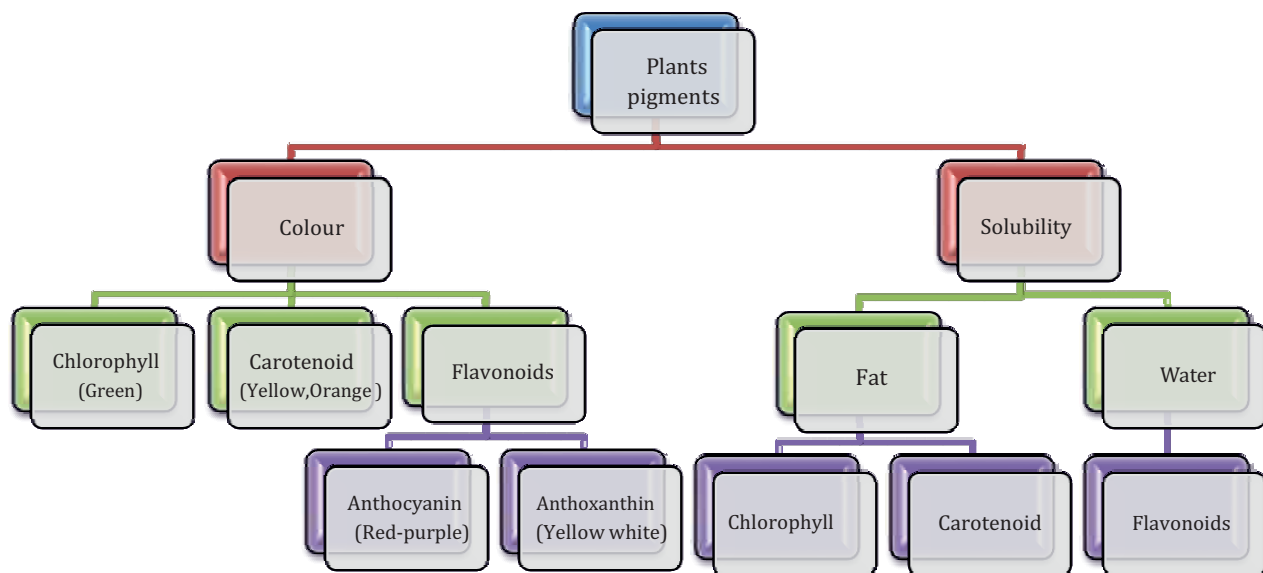 Plants
pigments
Colour
Solubility
Chlorophyll
(Green)
Carotenoid
(Yellow,Orange )
Flavonoids
Fat
Water
Anthocyanin
(Red-purple)
Anthoxanthin
(Yellow white)
Chlorophyll
Carotenoid
Flavonoids